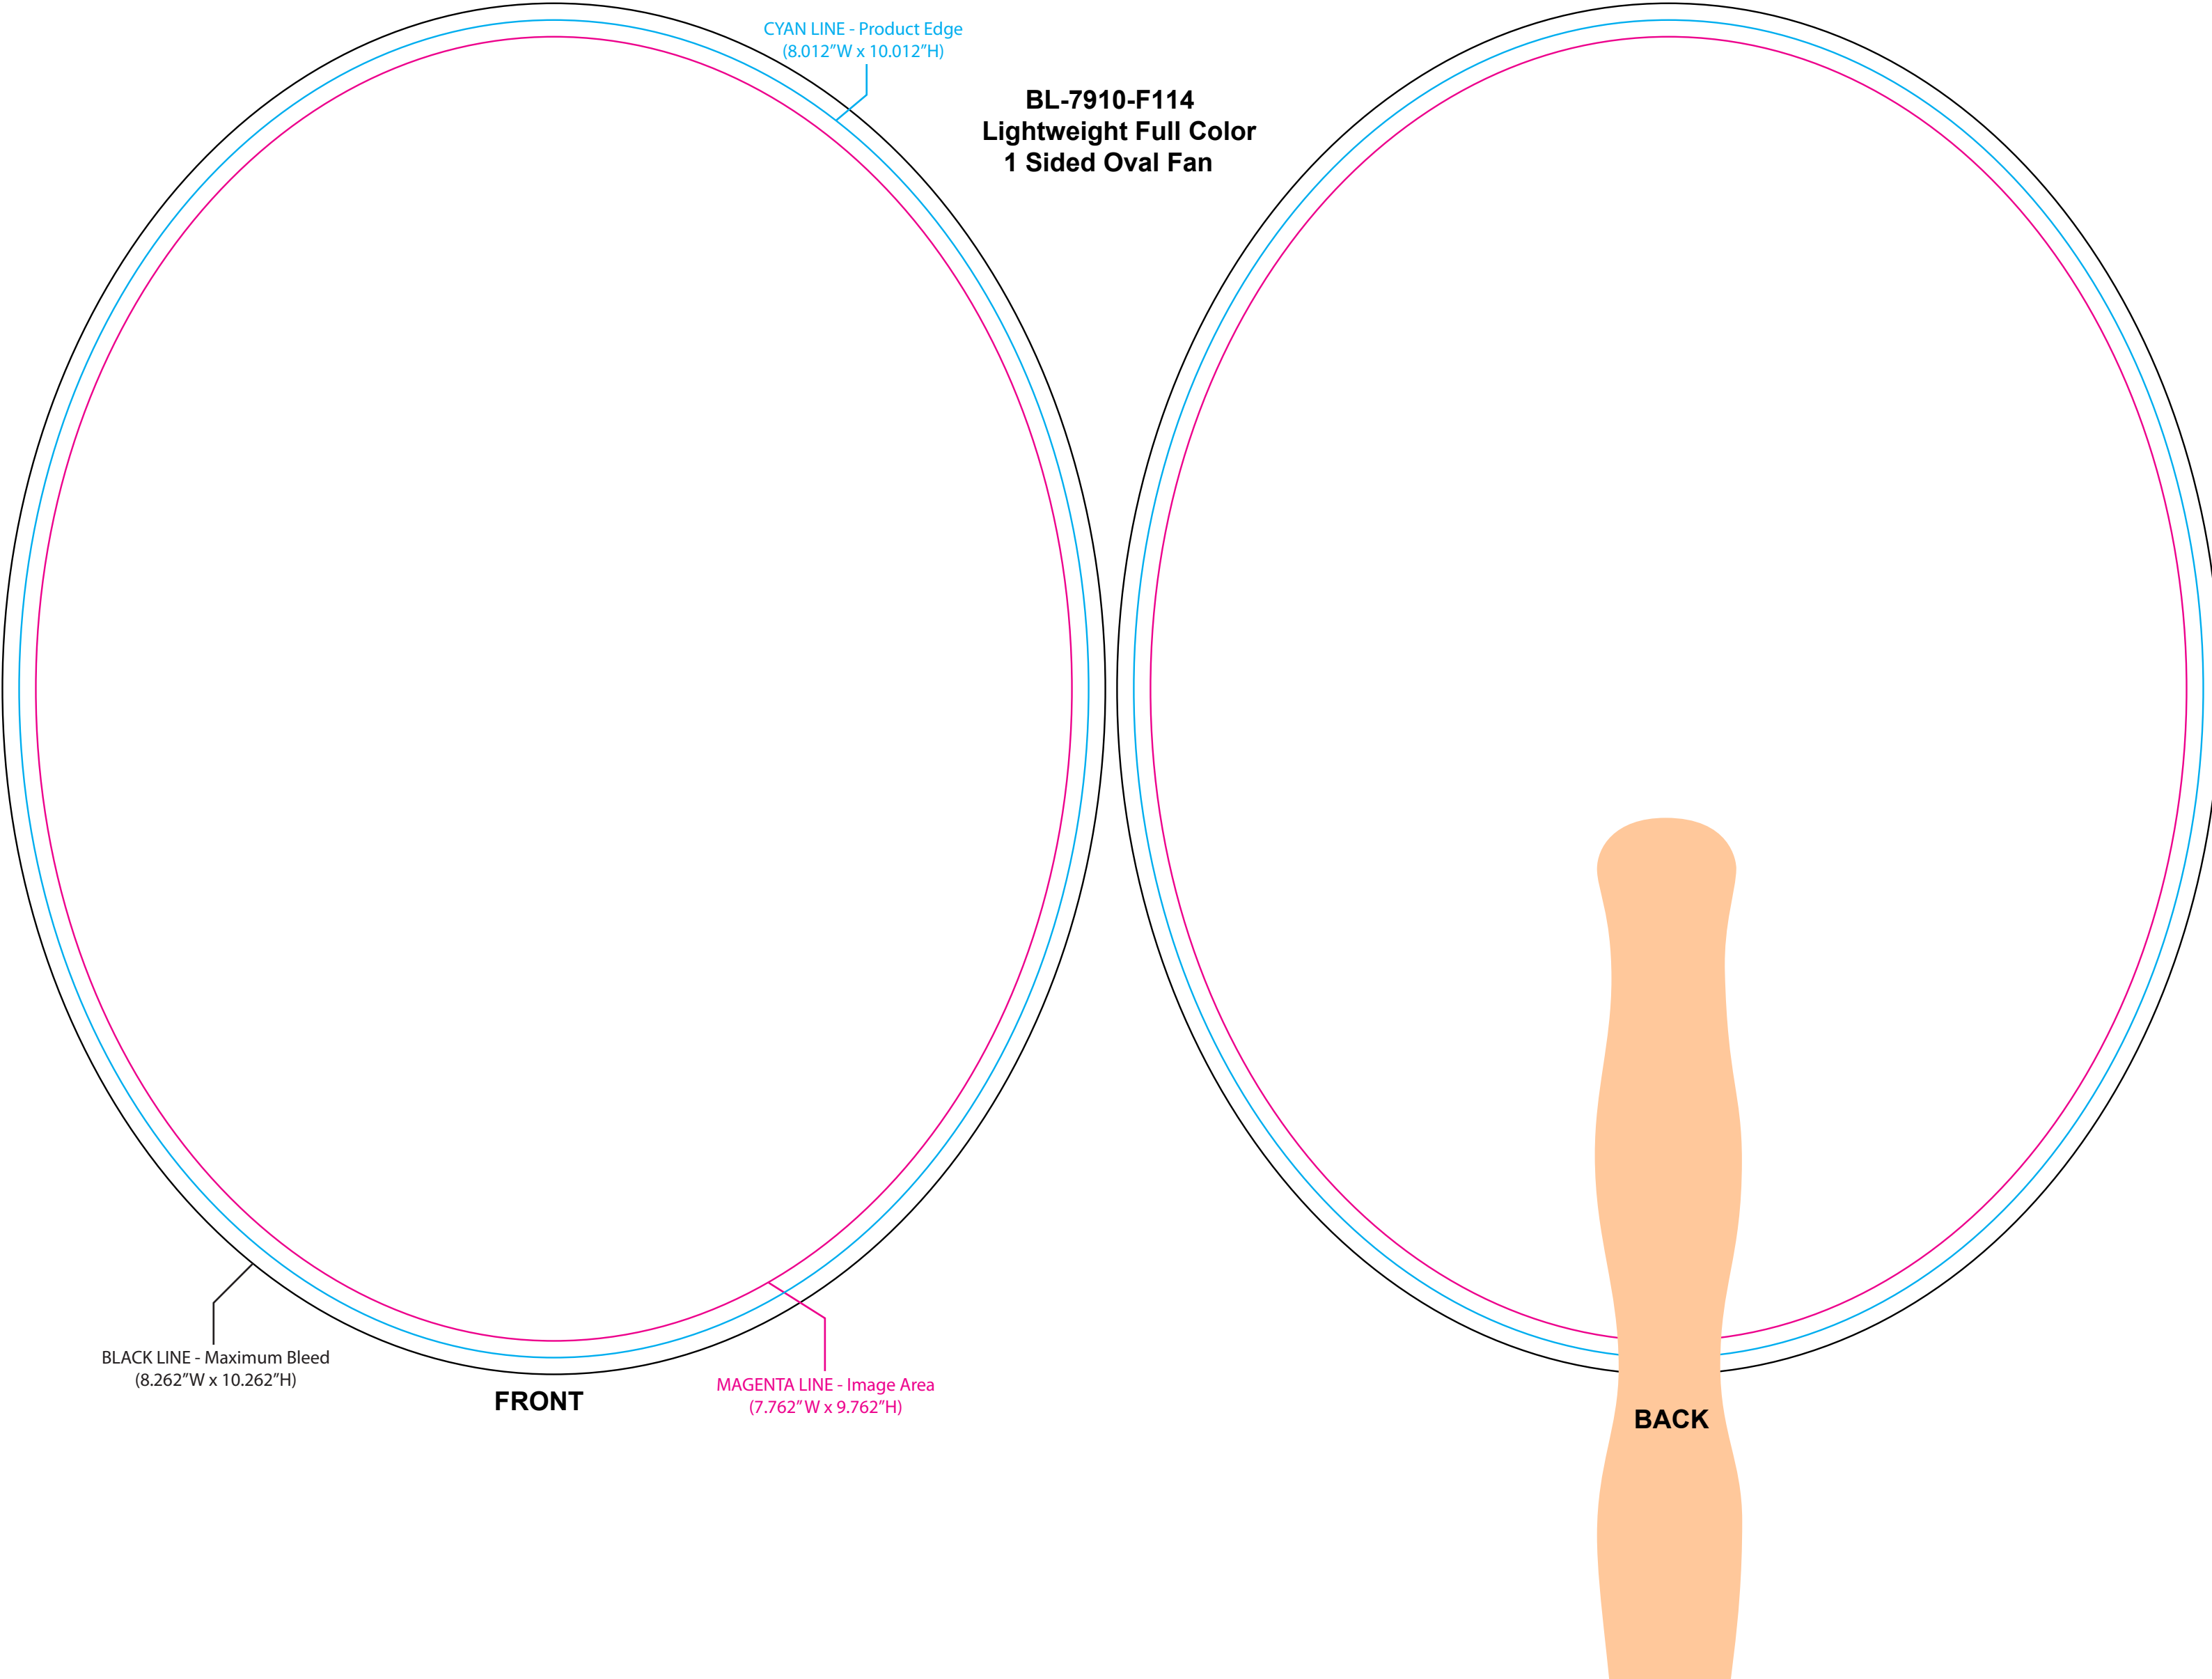 CYAN LINE - Product Edge
(8.012”W x 10.012”H)
BL-7910-F114
Lightweight Full Color
1 Sided Oval Fan
BLACK LINE - Maximum Bleed
(8.262”W x 10.262”H)
FRONT
MAGENTA LINE - Image Area
(7.762” W x 9.762”H)
BACK